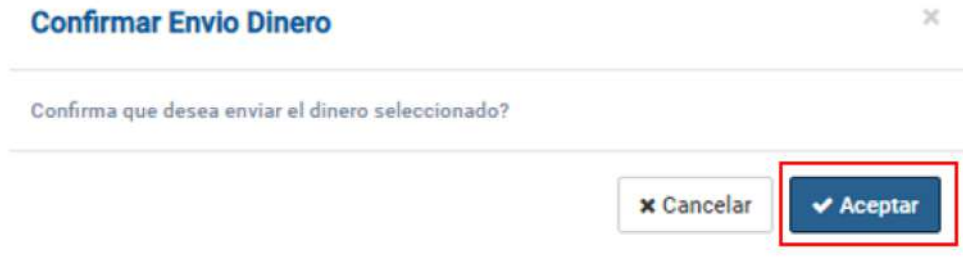 Confirmar Envio Dinero
Confirma que desea enviar el dinero seleccionado?
Cancelar
Aceptar